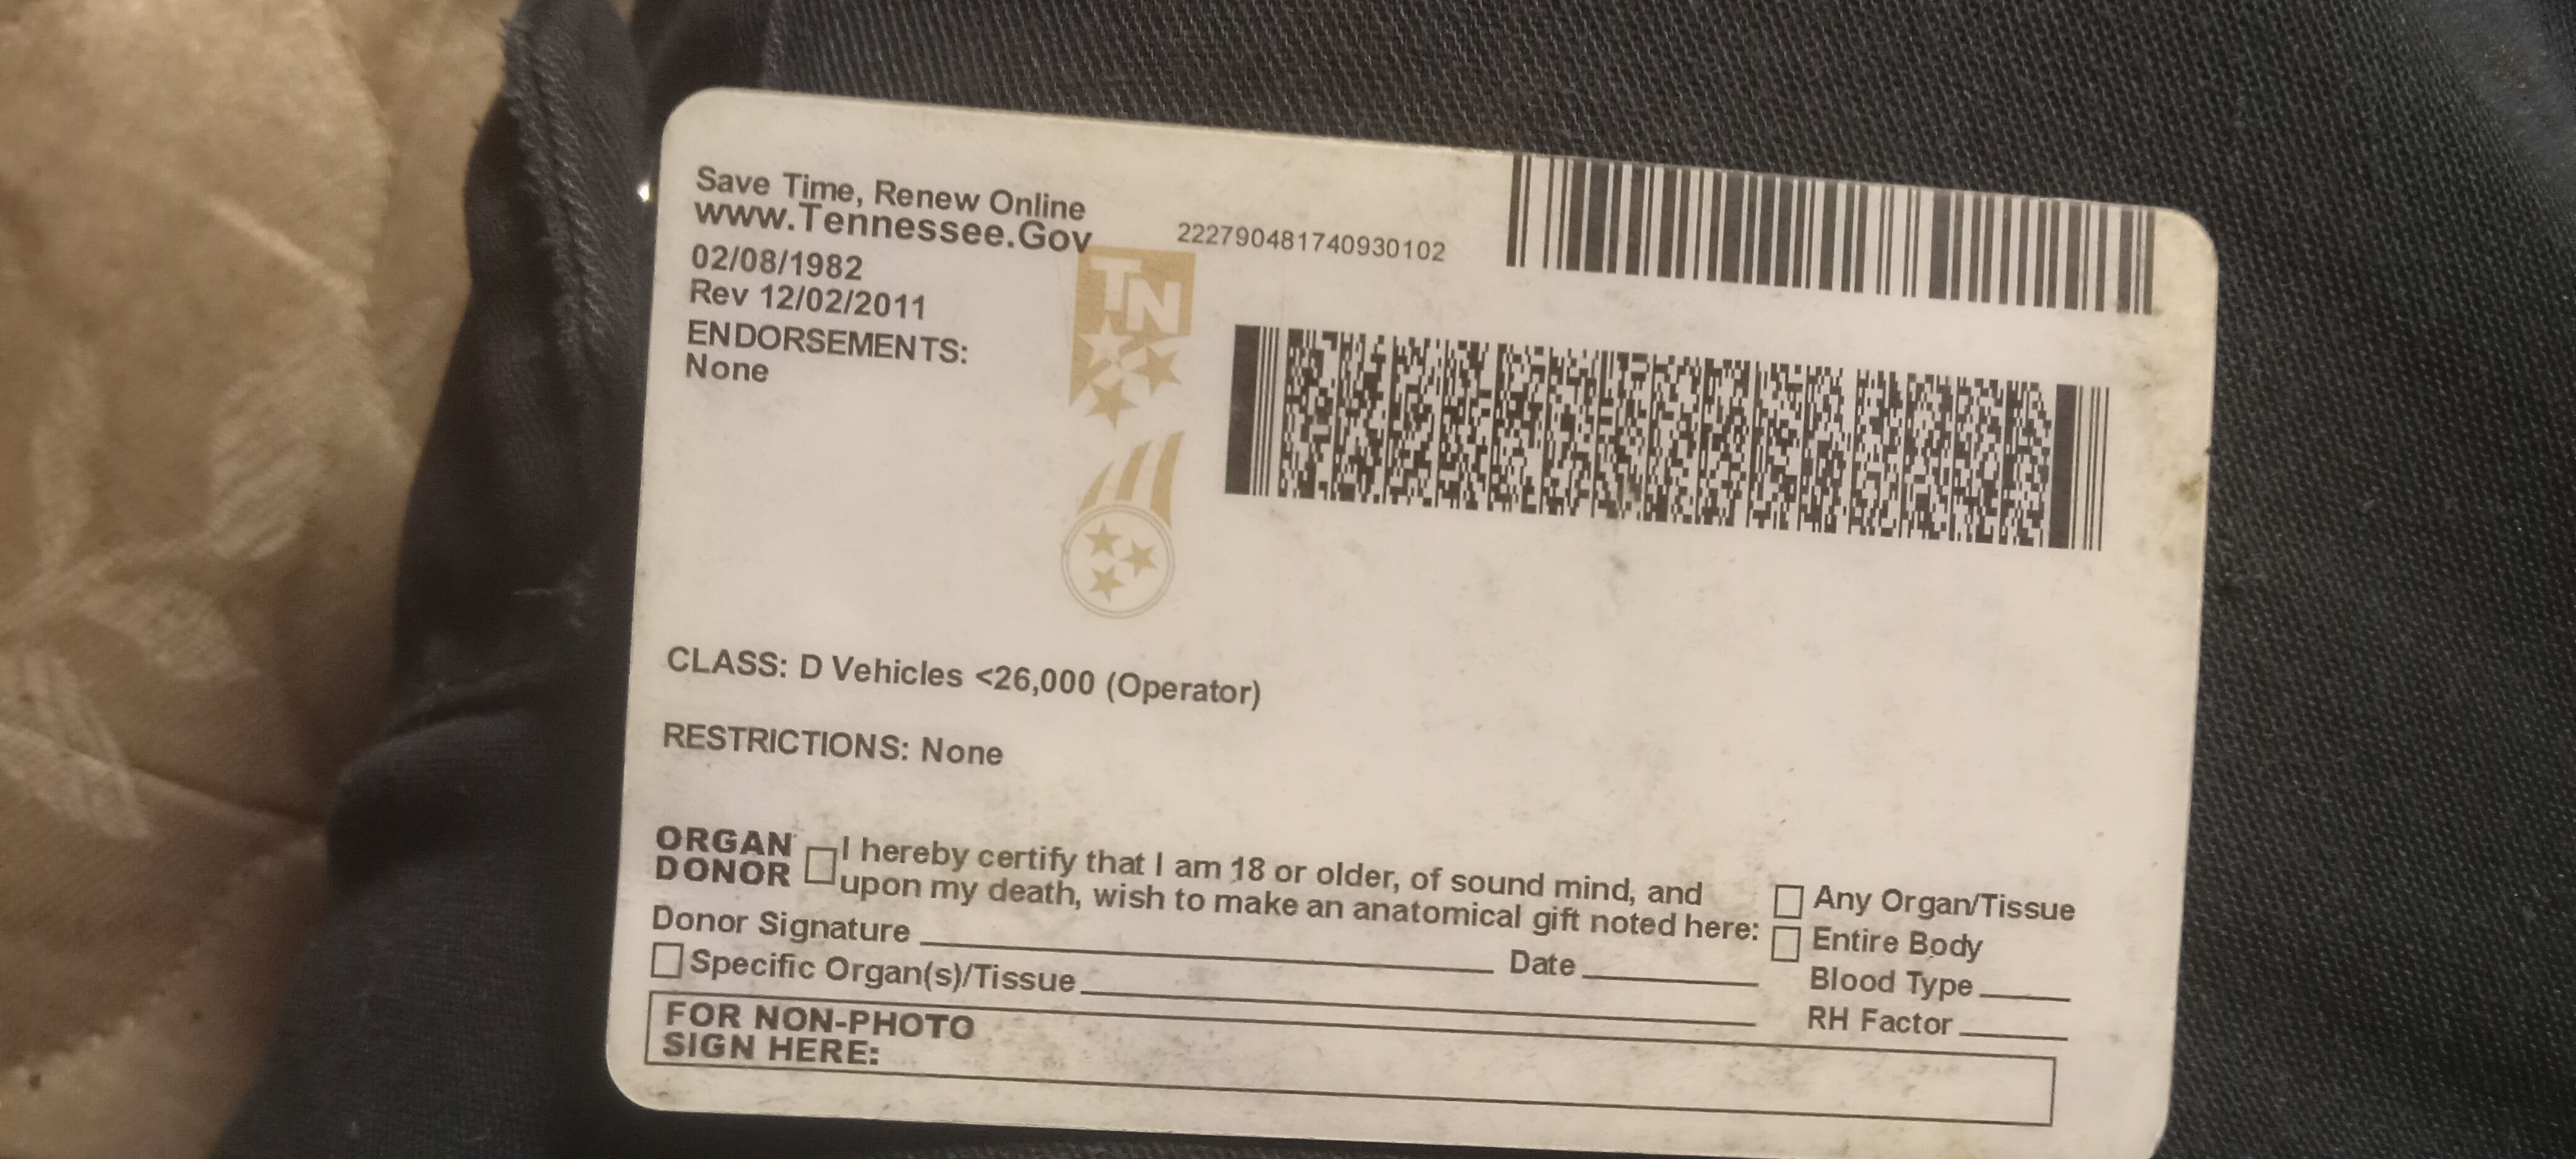 Save Time, Renew Online
www.Tennessee.Gov
222790481740930102
02/08/1982
Rev 12/02/2011
ENDORSEMENTS:
None
TN
CLASS: D Vehicles <26,000 (Operator)
RESTRICTIONS: None
ORGAN DONOR
I hereby certify that I am 18 or older, of sound mind, and
upon my death, wish to make an anatomical gift noted here:
Any Organ/Tissue
Entire Body
Donor Signature
Date
Blood Type
Specific Organ(s)/Tissue
RH Factor
FOR NON-PHOTO
SIGN HERE: